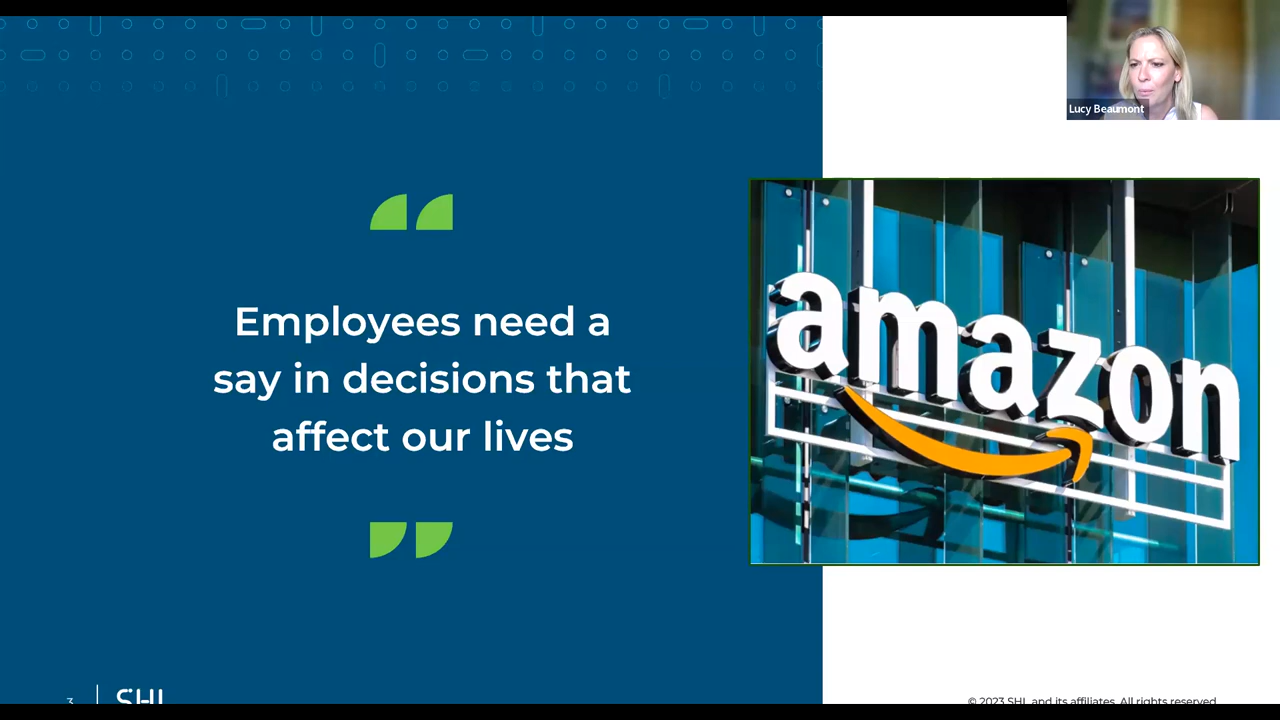 Lucy Beaumont
Employees need a
say in decisions that
affect our lives
amazon
3
SHL
© 2023 SHL and its affiliates. All rights reserved.